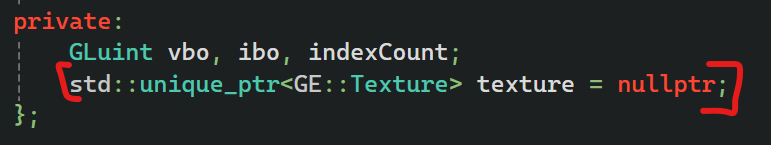 private:
GLuint vbo, ibo, indexCount;
std::unique_ptr<GE::Texture> texture = nullptr;
};